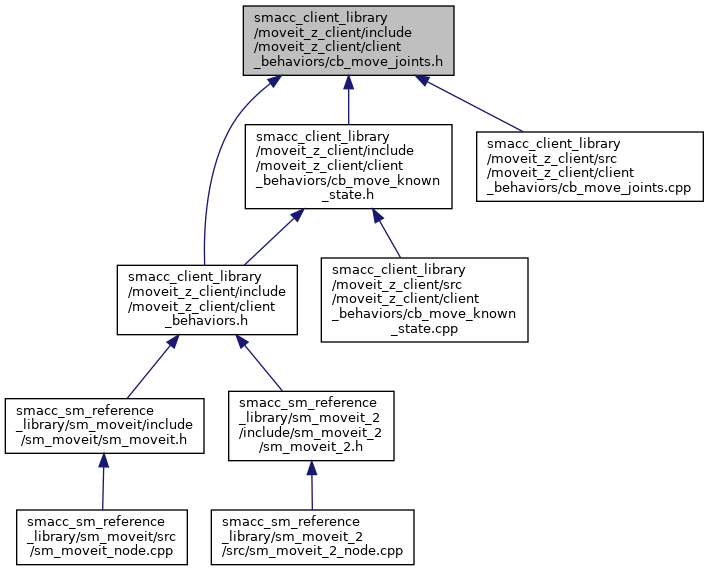 smacc_client_library
/moveit_z_client/include
/moveit_z_client/client
_behaviors/cb_move_joints.h
smacc_client_library
/moveit_z_client/include
/moveit_z_client/client
_behaviors/cb_move_known
_state.h
smacc_client_library
/moveit_z_client/src
/moveit_z_client/client
_behaviors/cb_move_joints.cpp
smacc_client_library
/moveit_z_client/include
/moveit_z_client/client
_behaviors.h
smacc_client_library
/moveit_z_client/src
/moveit_z_client/client
_behaviors/cb_move_known
_state.cpp
smacc_sm_reference
_library/sm_moveit/include
/sm_moveit/sm_moveit.h
smacc_sm_reference
_library/sm_moveit_2
/include/sm_moveit_2
/sm_moveit_2.h
smacc_sm_reference
_library/sm_moveit/src
/sm_moveit_node.cpp
smacc_sm_reference
_library/sm_moveit_2
/src/sm_moveit_2_node.cpp